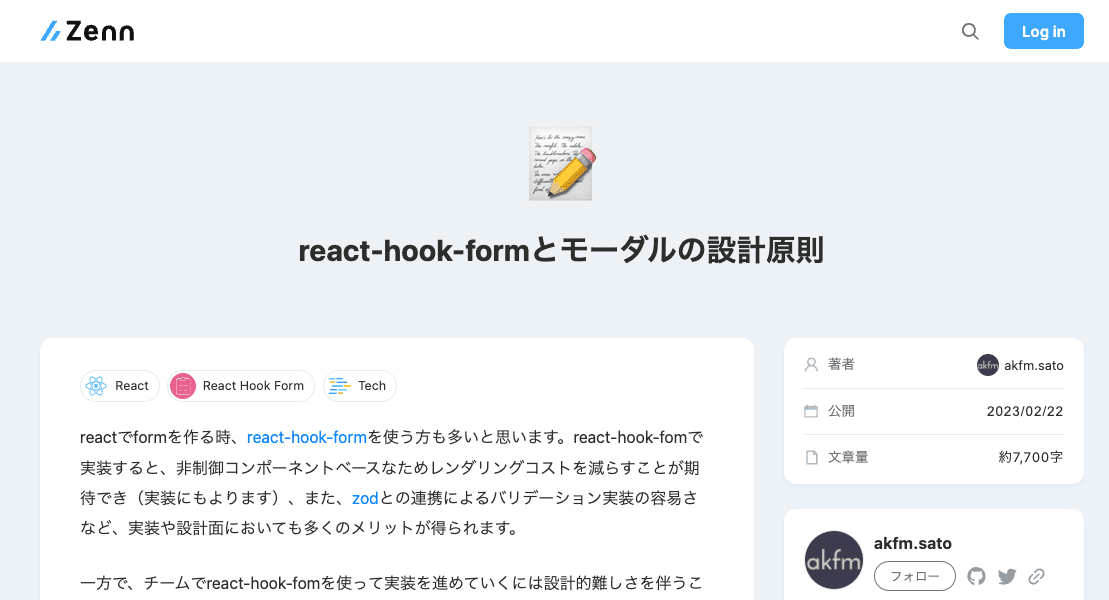 Zenn
Log in
react-hook-formとモーダルの設計原則
React
React Hook Form
Tech
reactでformを作る時、react-hook-formを使う方も多いと思います。react-hook-fomで
実装すると、非制御コンポーネントベースなためレンダリングコストを減らすことが期
待でき（実装にもよります）、また、zodとの連携によるバリデーション実装の容易さ
など、実装や設計面においても多くのメリットが得られます。
一方で、チームでreact-hook-fomを使って実装を進めていくには設計的難しさを伴うこ
著者
akfm akfm.sato
公開
2023/02/22
文章量
約7,700字
akfm
akfm.sato
フォロー